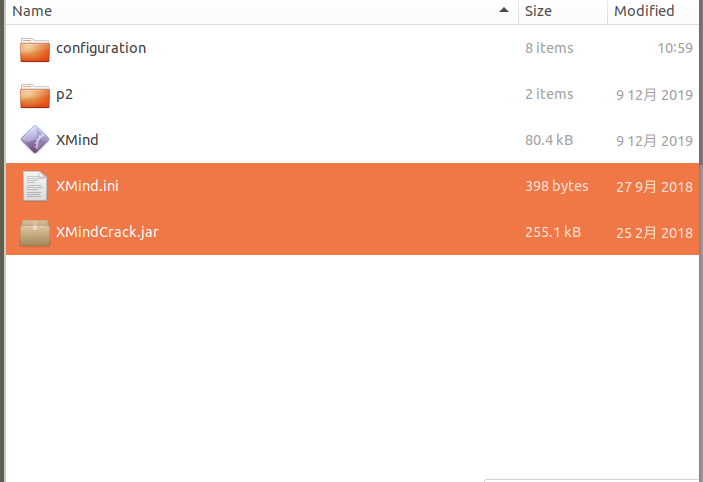 Name Size Modified
configuration 8 items 10:59
p2 2 items 9 12月 2019
XMind 80.4 kB 9 12月 2019
XMind.ini 398 bytes 27 9月 2018
XMindCrack.jar 255.1 kB 25 2月 2018